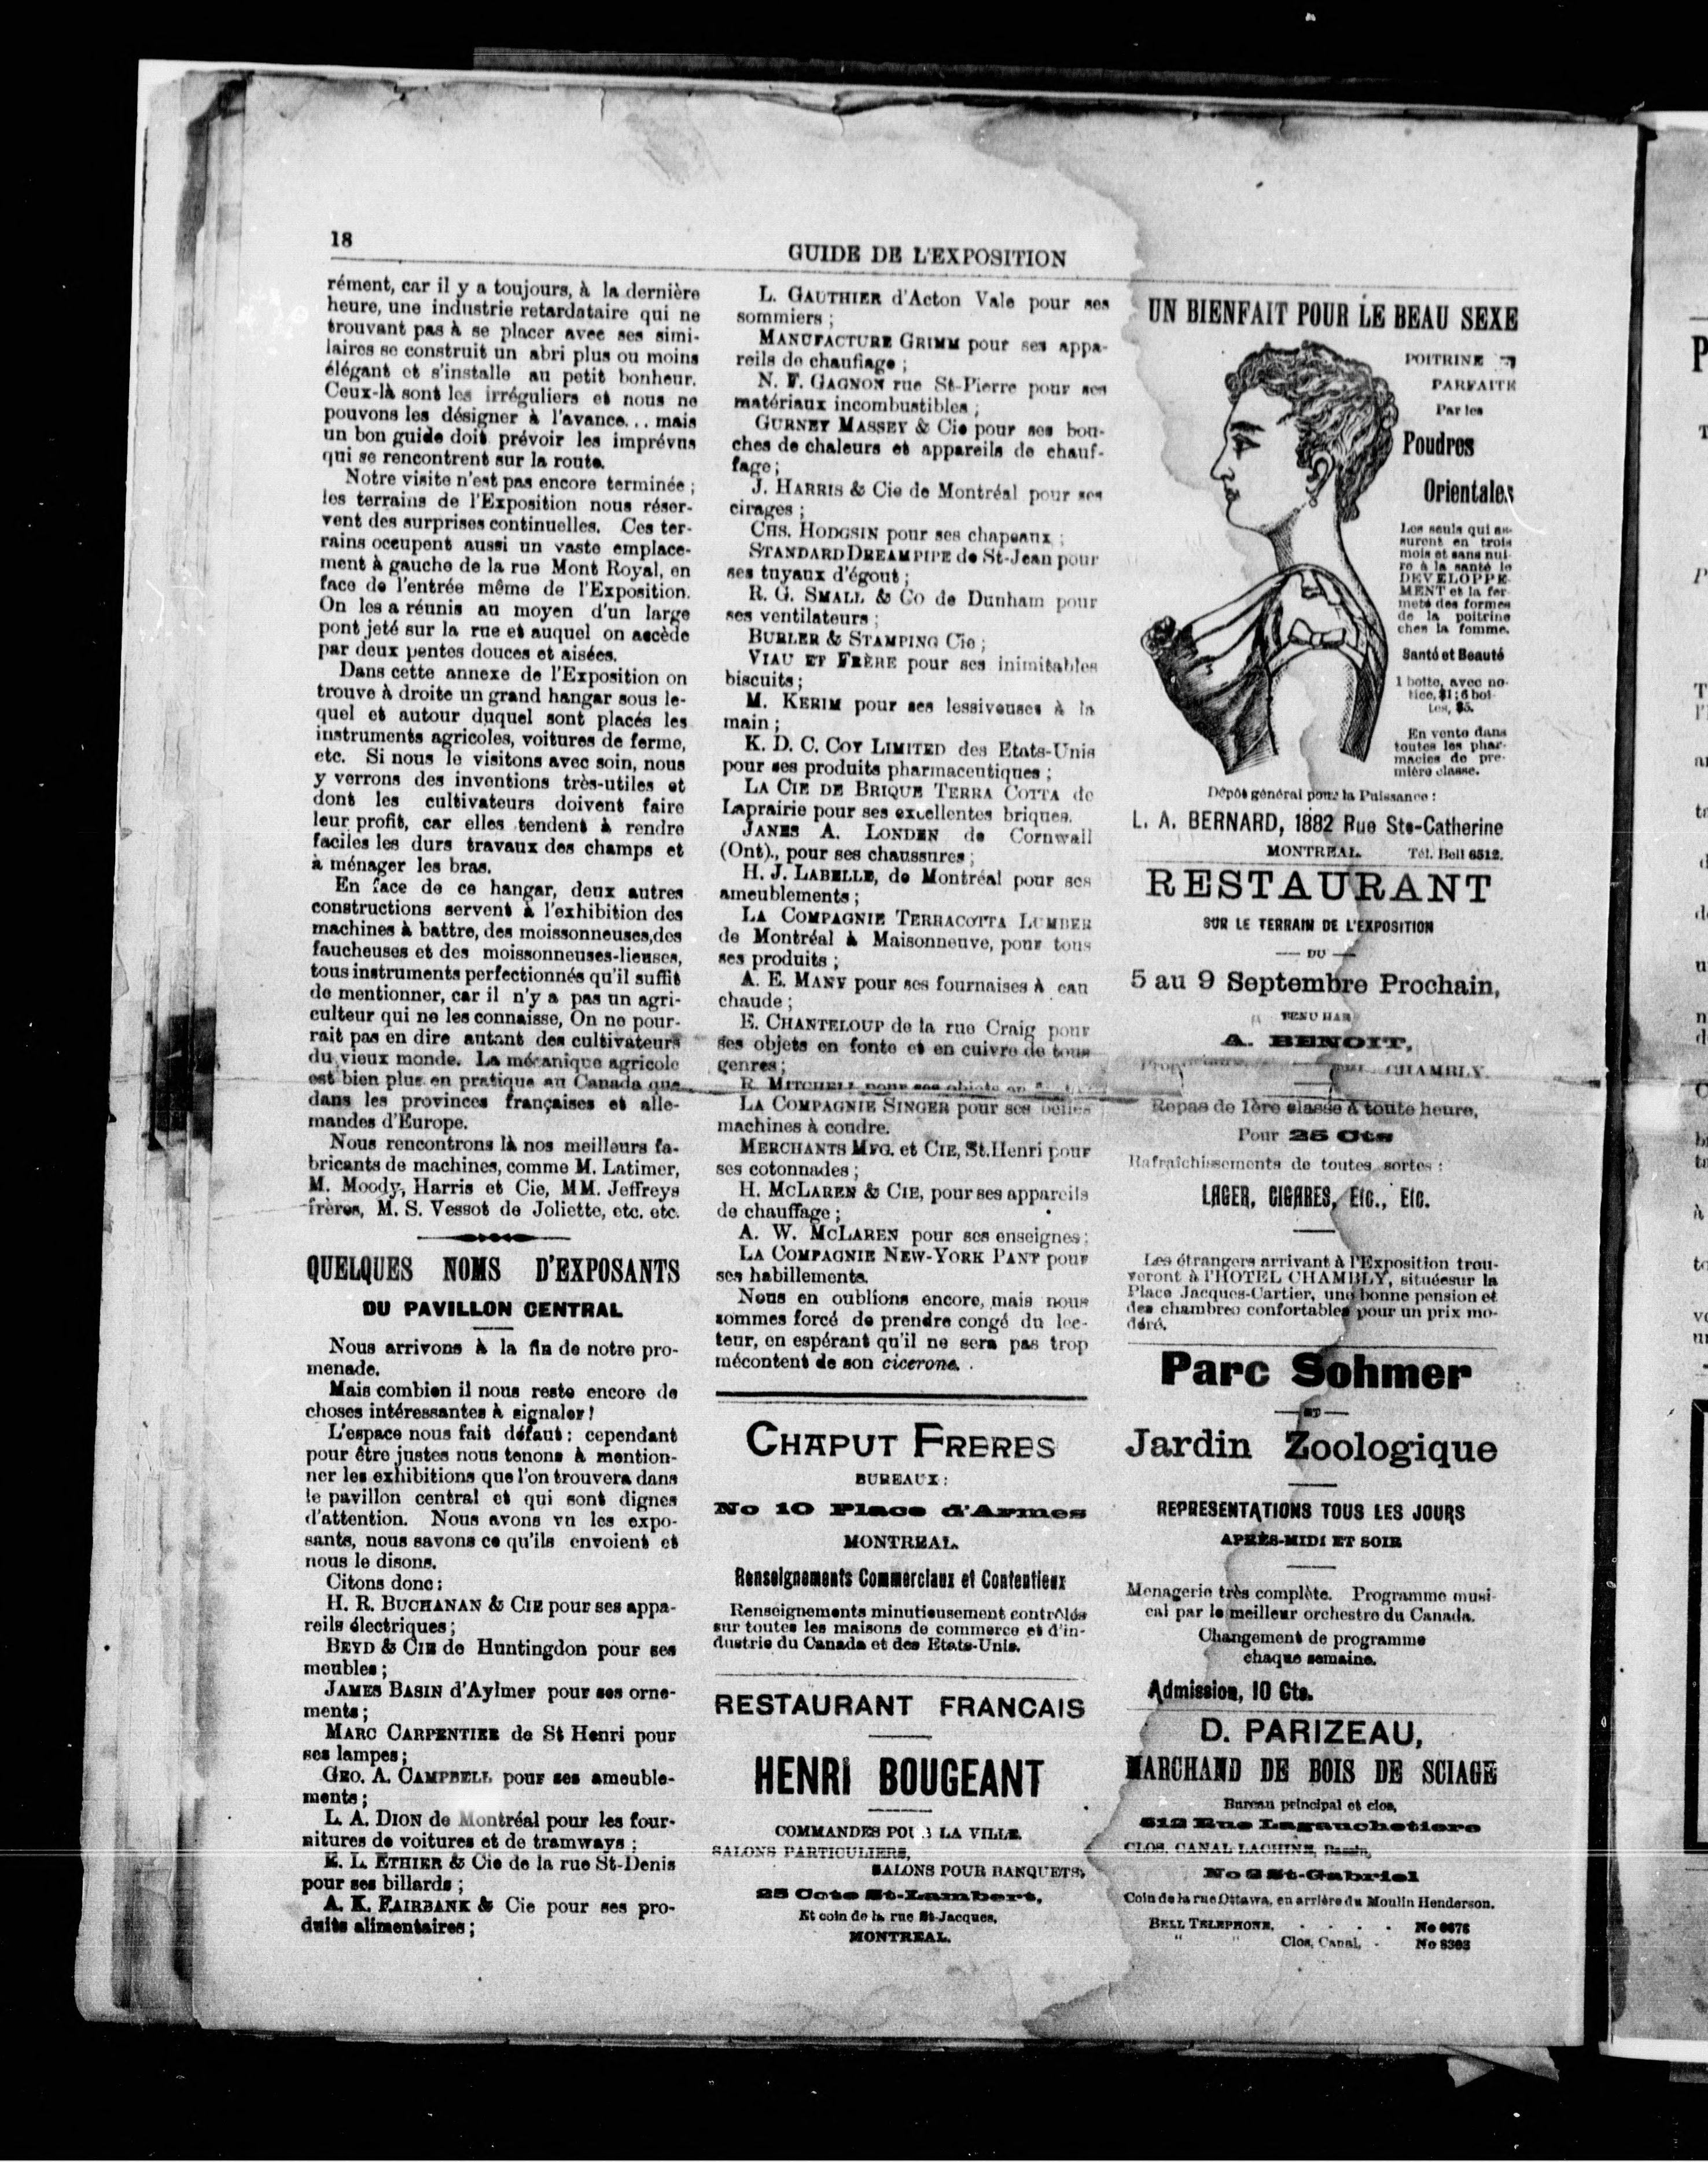 18
GUIDE DE L'EXPOSITION
rément, car il y a toujours, à la dernière
heure, une industrie retardataire qui ne
trouvant pas à se placer avec ses simi-
laires se construit un abri plus ou moins
élégant et s'installe au petit bonheur.
Ceux-là sont les irréguliers et nous ne
pouvons les désigner à l'avance... mais
un bon guide doit prévoir les imprévus
qui se rencontrent sur la route.
Notre visite n'est pas encore terminée ;
les terrains de l'Exposition nous réser-
vent des surprises continuelles. Ces ter-
rains occupent aussi un vaste emplace-
ment à gauche de la rue Mont Royal, en
face de l'entrée même de l'Exposition.
On les a réunis au moyen d'un large
pont jeté sur la rue et auquel on accède
par deux pentes douces et aisées.
Dans cette annexe de l'Exposition on
trouve à droite un grand hangar sous le-
quel et autour duquel sont placés les
instruments agricoles, voitures de ferme,
etc. Si nous le visitons avec soin, nous
y verrons des inventions très-utiles et
dont les cultivateurs doivent faire
leur profit, car elles tendent à rendre
faciles les durs travaux des champs et
à ménager les bras.
En face de ce hangar, deux autres
constructions servent à l'exhibition des
machines à battre, des moissonneuses,des
faucheuses et des moissonneuses-lieuses,
tous instruments perfectionnés qu'il suffit
de mentionner, car il n'y a pas un agri-
culteur qui ne les connaisse, On ne pour-
rait pas en dire autant des cultivateurs
du vieux monde. La mécanique agricole
est bien plus en pratique au Canada que
dans les provinces françaises et alle-
mandes d'Europe.
Nous rencontrons là nos meilleurs fa-
bricants de machines, comme M. Latimer,
M. Moody, Harris et Cie, MM. Jeffreys
frères, M. S. Vessot de Joliette, etc. etc.
QUELQUES NOMS D'EXPOSANTS
DU PAVILLON CENTRAL
Nous arrivons à la fin de notre pro-
menade.
Mais combien il nous reste encore de
choses intéressantes à signaler!
L'espace nous fait défaut: cependant
pour être justes nous tenons à mention-
ner les exhibitions que l'on trouvera dans
le pavillon central et qui sont dignes
d'attention. Nous avons vu les expo-
sants, nous savons ce qu'ils envoient et
nous le disons.
Citons donc:
H. R. BUCHANAN & CIE pour ses appa-
reils électriques;
BEYD & CIE de Huntingdon pour ses
meubles;
JAMES BASIN d'Aylmer pour ses orne-
ments;
MARC CARPENTIER de St Henri pour
ses lampes;
GEO. A. CAMPBELL pour ses ameuble-
ments;
L. A. DION de Montréal pour les four-
nitures de voitures et de tramways ;
E. L. ETHIER & Cie de la rue St-Denis
pour ses billards ;
A. K. FAIRBANK & Cie pour ses pro-
duits alimentaires;
L. GAUTHIER d'Acton Vale pour ses
sommiers ;
MANUFACTURE GRIMM pour ses appa-
reils de chauffage ;
N. F. GAGNON rue St-Pierre pour ses
matériaux incombustibles ;
GURNEY MASSEY & Cie pour ses bou-
ches de chaleurs et appareils de chauf-
fage;
J. HARRIS & Cie de Montréal pour ses
cirages ;
CHS. HODGSIN pour ses chapeaux ;
STANDARD DREAMPIPE de St-Jean pour
ses tuyaux d'égout ;
R. G. SMALL & Co de Dunham pour
ses ventilateurs ;
BURLER & STAMPING Cie ;
VIAU ET FRÈRE pour ses inimitables
biscuits;
M. KERIM pour ses lessiveuses à la
main ;
K. D. C. COY LIMITED des Etats-Unis
pour ses produits pharmaceutiques ;
LA CIE DE BRIQUE TERRA COTTA de
Laprairie pour ses excellentes briques.
JANES A. LONDEN de Cornwall
(Ont)., pour ses chaussures ;
H. J. LABELLE, de Montréal pour ses
ameublements ;
LA COMPAGNIE TERRACOTTA LUMBER
de Montréal à Maisonneuve, pour tous
ses produits ;
A. E. MANY pour ses fournaises à eau
chaude ;
E. CHANTELOUP de la rue Craig pour
ses objets en fonte et en cuivre de tous
genres;
R. MITCHELL pour ses objets en
LA COMPAGNIE SINGER pour ses belles
machines à coudre.
MERCHANTS MFG. et CIE, St.Henri pour
ses cotonnades ;
H. MCLAREN & CIE, pour ses appareils
de chauffage ;
A. W. MCLAREN pour ses enseignes;
LA COMPAGNIE NEW-YORK PANT pour
ses habillements.
Nous en oublions encore, mais nous
sommes forcé de prendre congé du lec-
teur, en espérant qu'il ne sera pas trop
mécontent de son cicerone.
CHAPUT FRERES
BUREAUX:
No 10 Place d'Armes
MONTREAL.
Renseignements Commerciaux et Contentieux
Renseignements minutieusement contrôlés
sur toutes les maisons de commerce et d'in-
dustrie du Canada et des Etats-Unis.
RESTAURANT FRANCAIS
HENRI BOUGEANT
COMMANDES POU LA VILLE.
SALONS PARTICULIERS,
SALONS POUR BANQUETS,
25 Cote St-Lambert,
Et coin de la rue St-Jacques,
MONTREAL.
UN BIENFAIT POUR LE BEAU SEXE
POITRINE
PARFAITE
Par les
Poudres
Orientales
Les seuls qui as-
surent en trois
mois et sans nui-
re à la santé le
DEVELOPPE-
MENT et la fer-
meté des formes
de la poitrine
chez la femme.
Santé et Beauté
1 boîte, avec no-
tice, $1; 6 boî-
tes, $5.
En vente dans
toutes les phar-
macies de pre-
mière classe.
Dépôt général pour la Puissance :
L. A. BERNARD, 1882 Rue Ste-Catherine
MONTREAL. Tél. Bell 6512.
RESTAURANT
SUR LE TERRAIN DE L'EXPOSITION
— DU —
5 au 9 Septembre Prochain,
TENU PAR
A. BENOIT,
CHAMBLY.
Repas de 1ère classe à toute heure,
Pour 25 Cts
Rafraîchissements de toutes sortes :
LAGER, CIGARES, Etc., Etc.
Les étrangers arrivant à l'Exposition trou-
veront à l'HOTEL CHAMBLY, situéesur la
Place Jacques-Cartier, une bonne pension et
des chambres confortables pour un prix mo-
déré.
Parc Sohmer
— ET —
Jardin Zoologique
REPRESENTATIONS TOUS LES JOURS
APRÈS-MIDI ET SOIR
Menagerie très complète. Programme musi-
cal par le meilleur orchestre du Canada.
Changement de programme
chaque semaine.
Admission, 10 Cts.
D. PARIZEAU,
MARCHAND DE BOIS DE SCIAGE
Bureau principal et clos,
512 Rue Lagauchetiere
CLOS, CANAL LACHINE, Bassin,
No 2 St-Gabriel
Coin de la rue Ottawa, en arrière du Moulin Henderson.
BELL TELEPHONE, . . . . No 6676
" " Clos, Canal, - No 8303